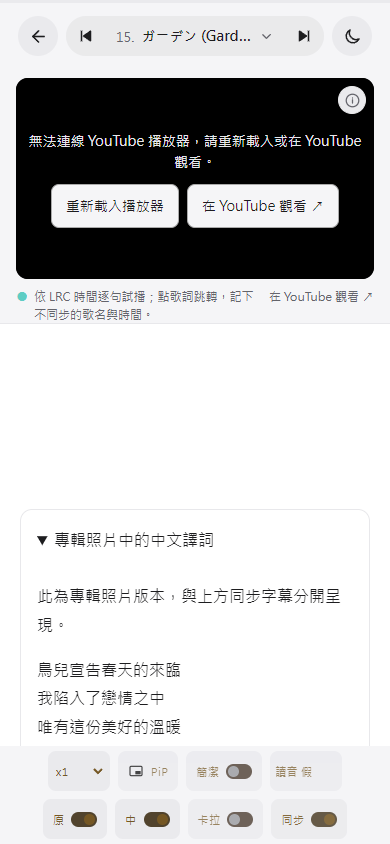 15. ガーデン (Gard...
無法連線 YouTube 播放器，請重新載入或在 YouTube
觀看。
重新載入播放器
在 YouTube 觀看 ↗
依 LRC 時間逐句試播；點歌詞跳轉，記下
不同步的歌名與時間。
在 YouTube 觀看 ↗
▼ 專輯照片中的中文譯詞
此為專輯照片版本，與上方同步字幕分開呈
現。
鳥兒宣告春天的來臨
我陷入了戀情之中
唯有這份美好的溫暖
x1
PiP
簡潔
讀音 假
原
中
卡拉
同步